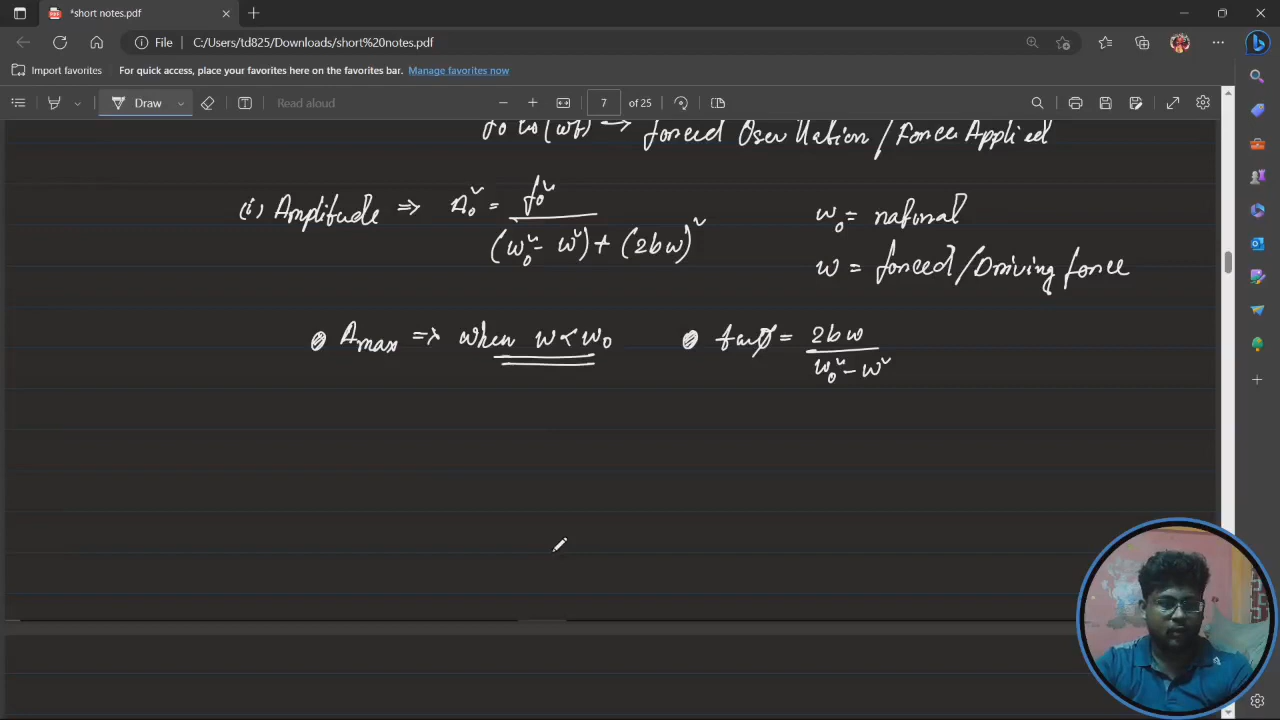 *short notes.pdf
File C:/Users/td825/Downloads/short%20notes.pdf
Import favorites For quick access, place your favorites here on the favorites bar. Manage favorites now
Draw Read aloud 7 of 25
f₀ cos(ωt) → forced Oscillation / Force Applied
(i) Amplitude ⇒ A₀² = f₀² / (ω₀² - ω²) + (2bω)²
ω₀ = natural
ω = forced / Driving force
Amax ⇒ when ω < ω₀
tanφ = 2bω / ω₀² - ω²